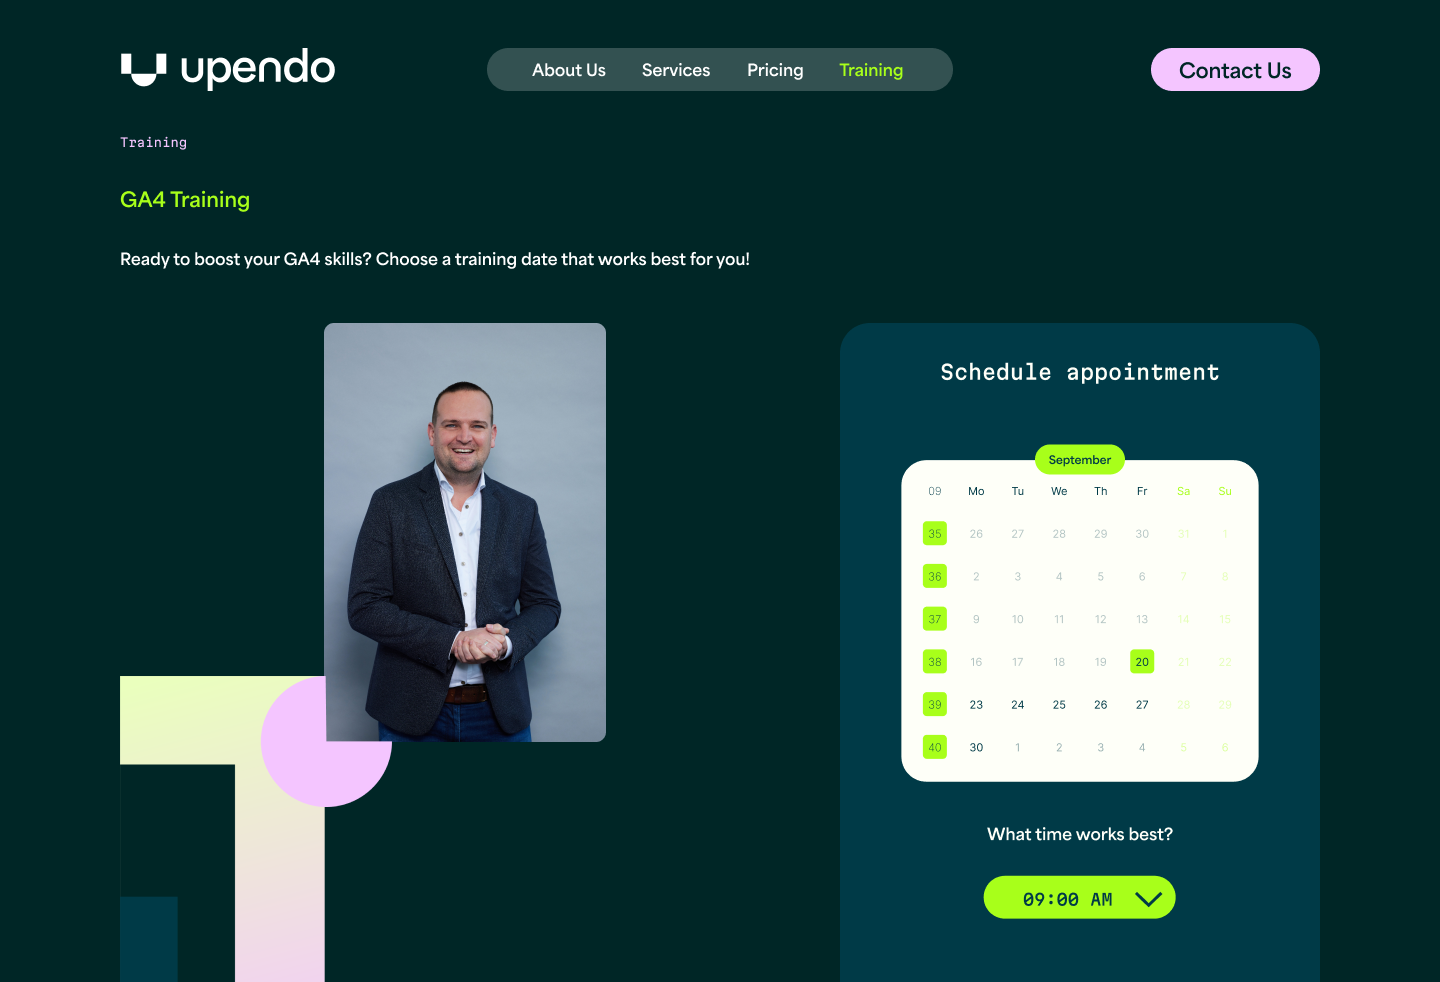 upendo
About Us Services Pricing Training
Contact Us
Training
GA4 Training
Ready to boost your GA4 skills? Choose a training date that works best for you!
Schedule appointment
September
09 Mo Tu We Th Fr Sa Su
35 26 27 28 29 30 31 1
36 2 3 4 5 6 7 8
37 9 10 11 12 13 14 15
38 16 17 18 19 20 21 22
39 23 24 25 26 27 28 29
40 30 1 2 3 4 5 6
What time works best?
09:00 AM